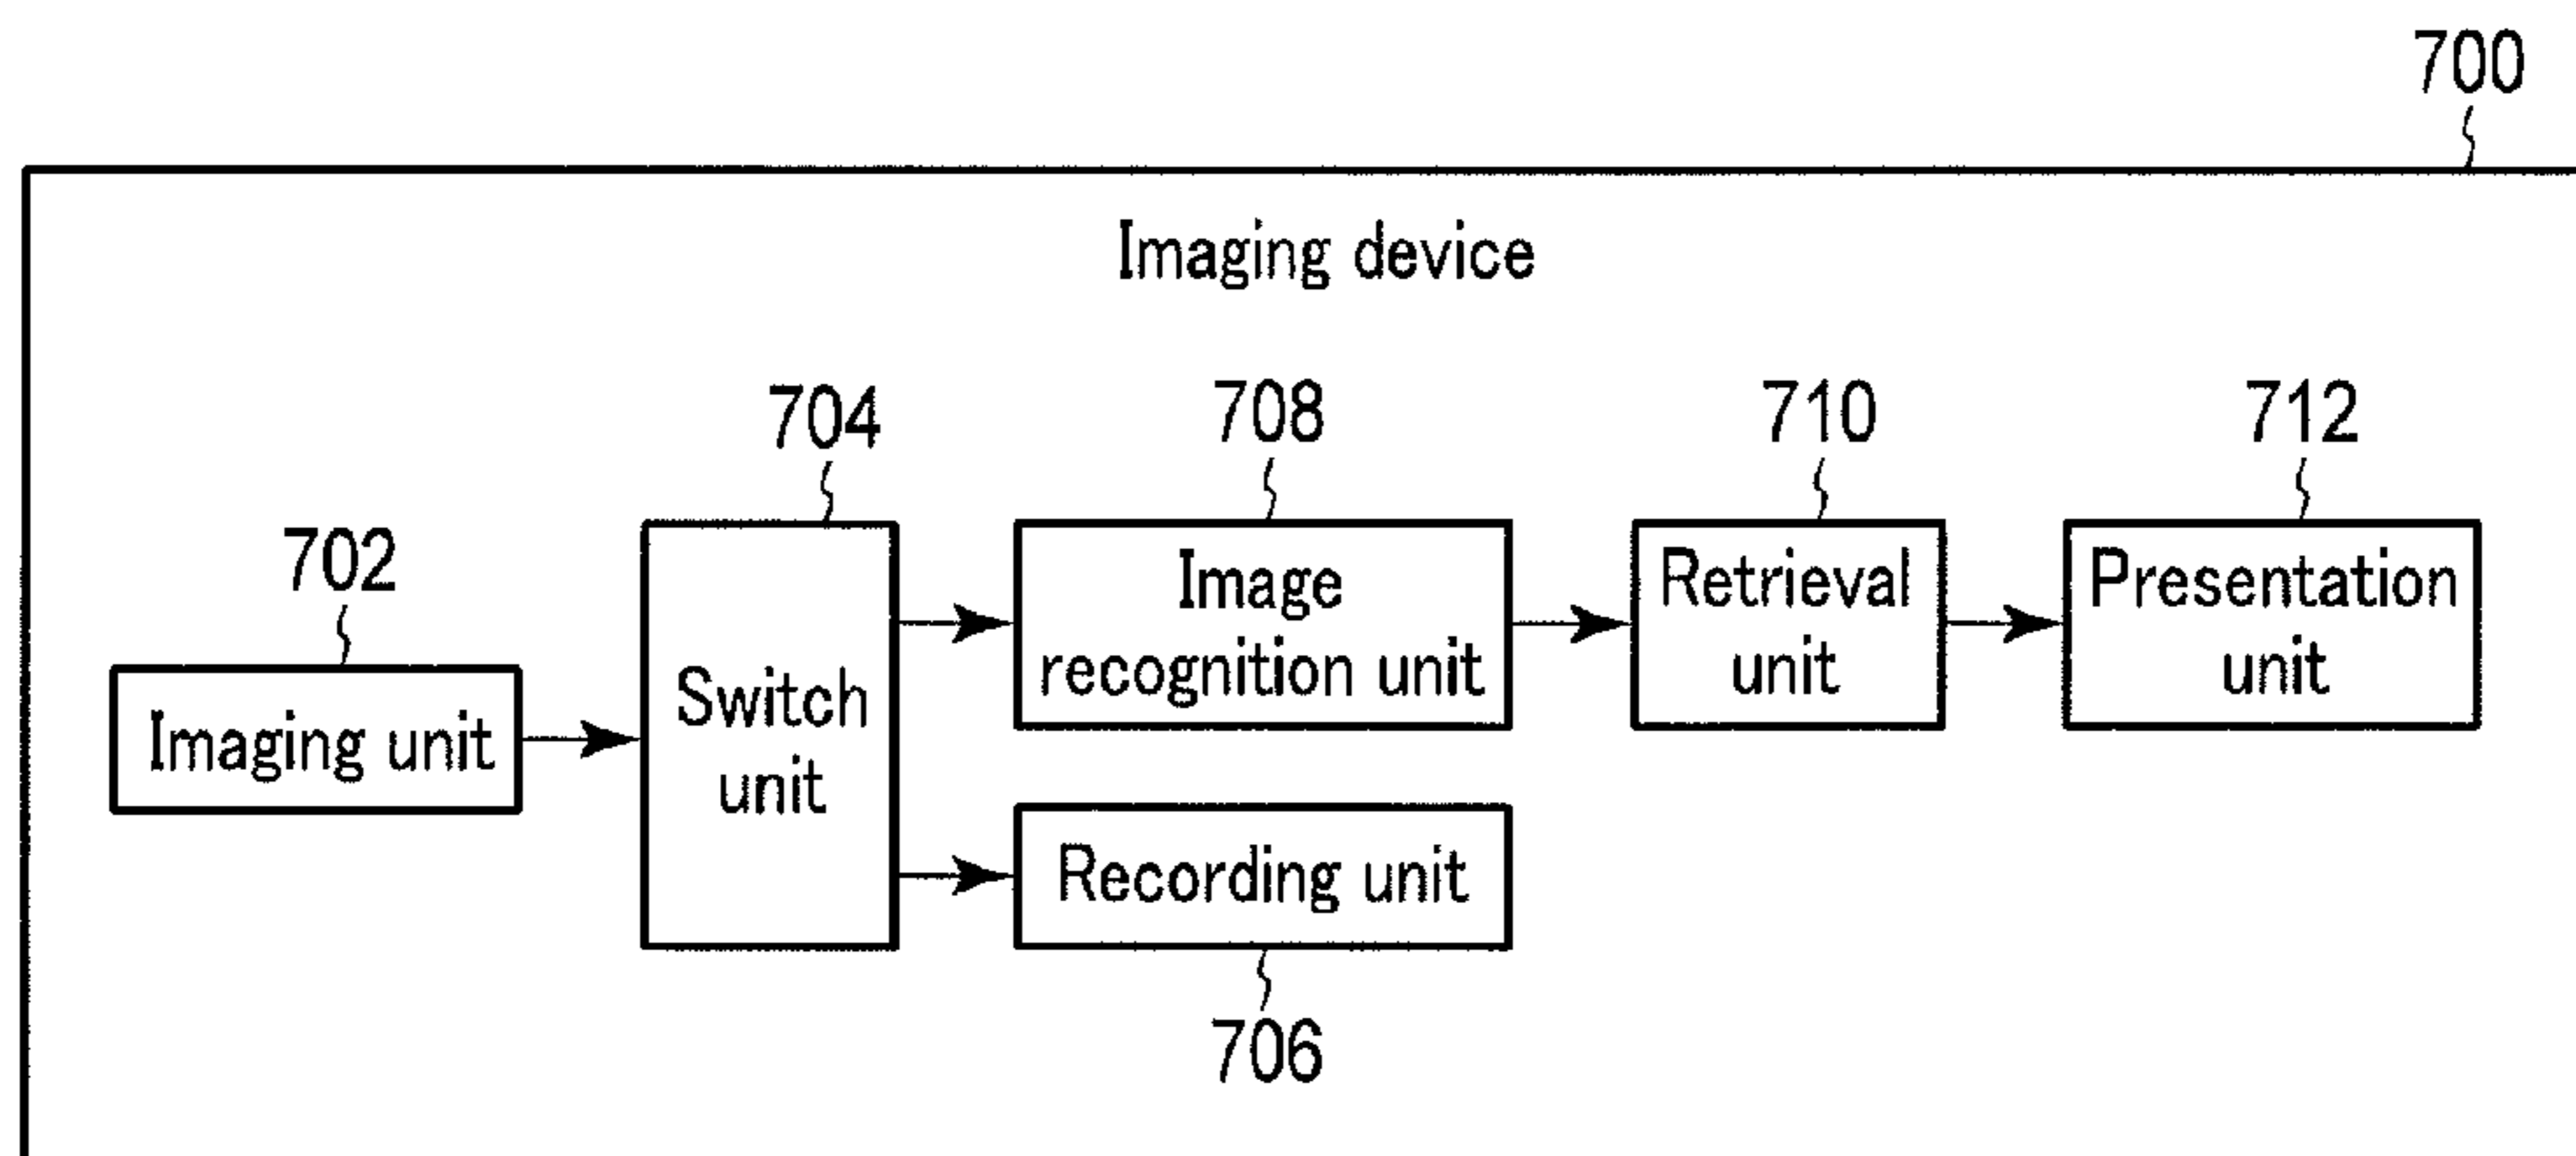 700
Imaging device
704
708
710
712
702
Image
recognition unit
Retrieval
unit
Presentation
unit
Switch
unit
Imaging unit
Recording unit
706